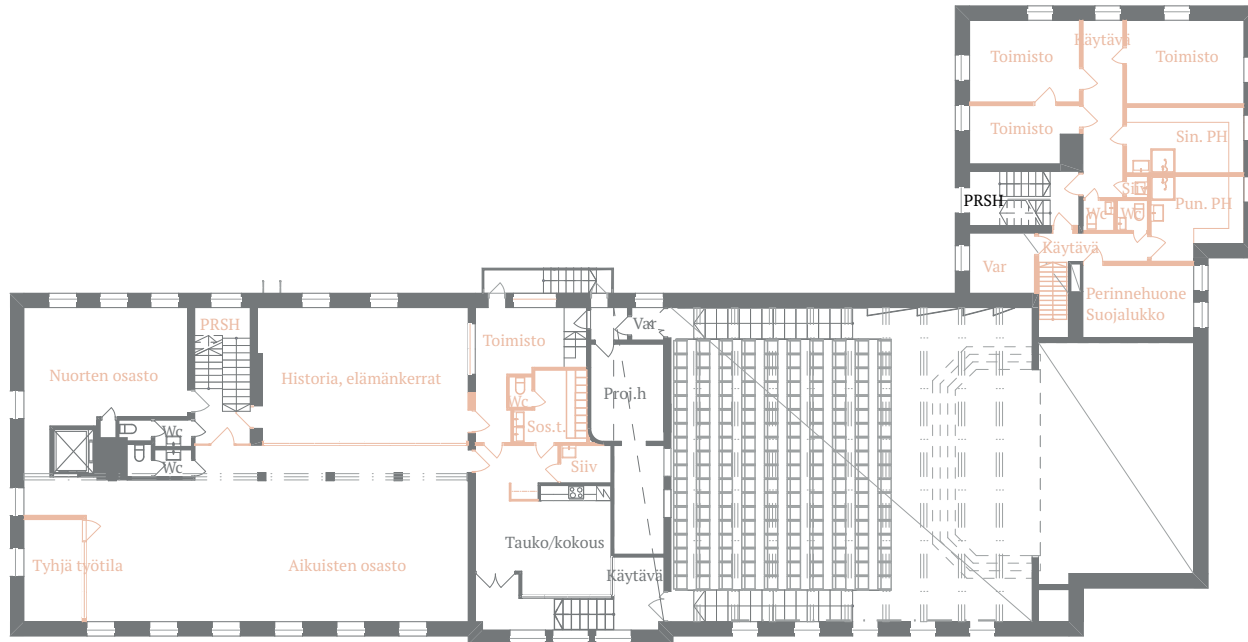 Käytävä
Toimisto
Toimisto
Toimisto
Sin. PH
Siiv
PRSH
Pun. PH
Wc
Wc
Käytävä
Var
Perinnehuone
Suojalukko
PRSH
Var
Toimisto
Nuorten osasto
Historia, elämänkerrat
Proj.h
Wc
Sos.t.
Wc
Wc
Siiv
Tauko/kokous
Tyhjä työtila
Aikuisten osasto
Käytävä